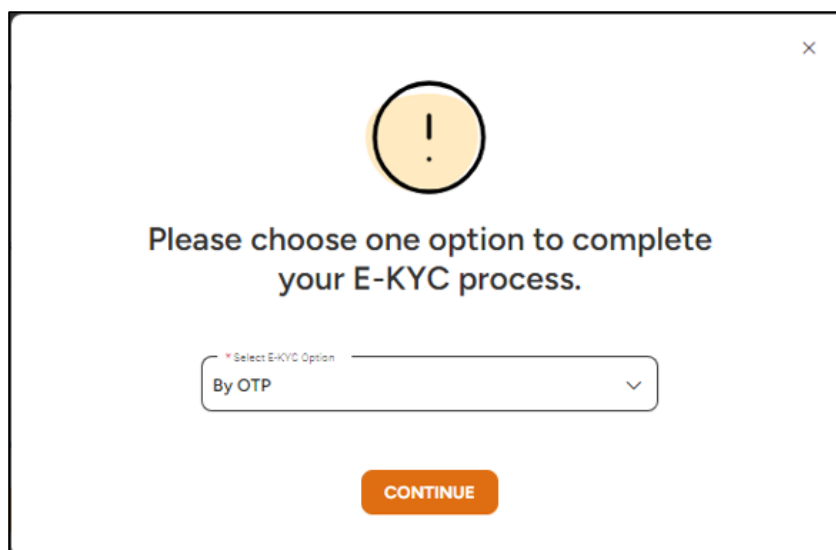 Please choose one option to complete
your E-KYC process.
* Select E-KYC Option
By OTP
CONTINUE